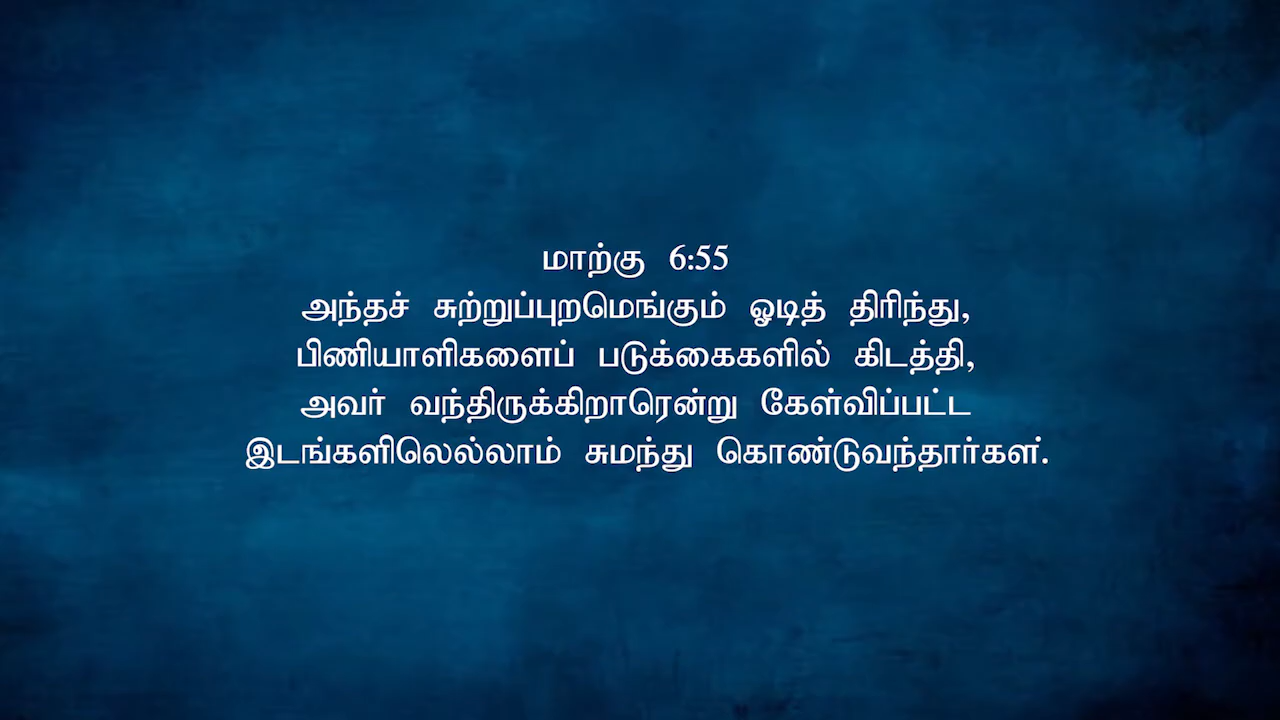 மாற்கு 6:55
அந்தச் சுற்றுப்புறமெங்கும் ஓடித் திரிந்து,
பிணியாளிகளைப் படுக்கைகளில் கிடத்தி,
அவர் வந்திருக்கிறாரென்று கேள்விப்பட்ட
இடங்களிலெல்லாம் சுமந்து கொண்டுவந்தார்கள்.